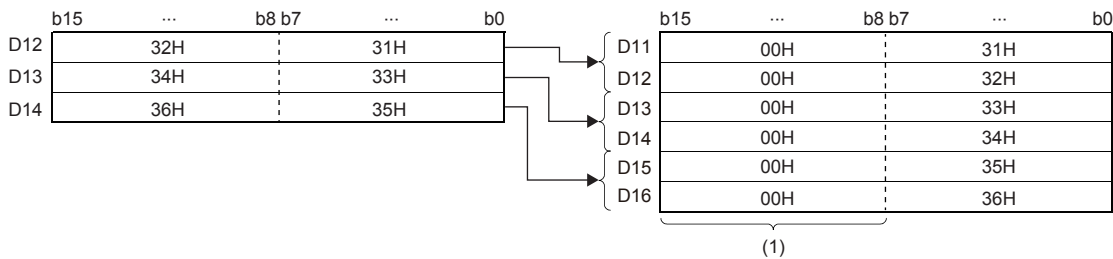 b15 ... b8 b7 ... b0 b15 ... b8 b7 ... b0
D12 32H 31H D11 00H 31H
D12 00H 32H
D13 34H 33H D13 00H 33H
D14 36H 35H D14 00H 34H
D15 00H 35H
D16 00H 36H
(1)